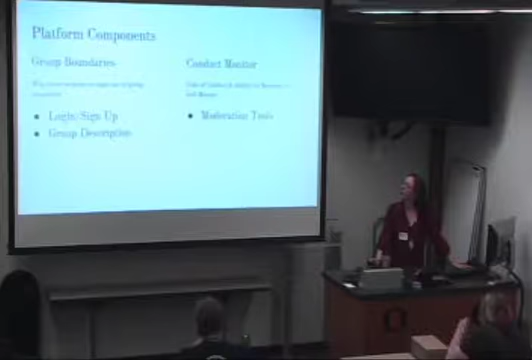 Platform Components
Group Boundaries
Conduct Monitor
• Login/Sign Up
• Moderation Tools
• Group Description